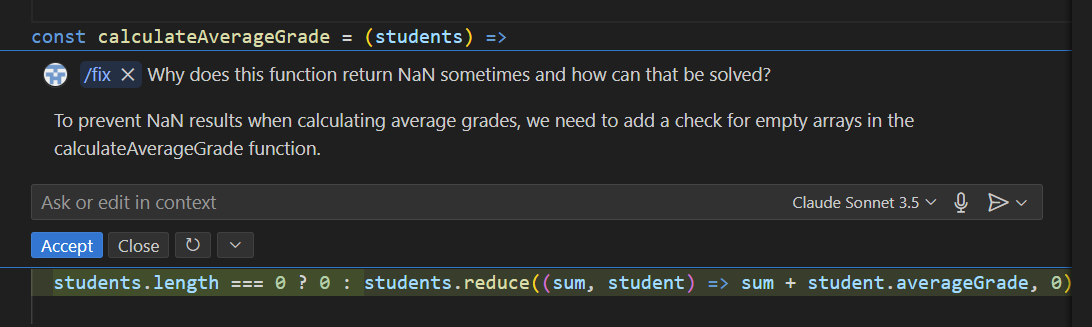 const calculateAverageGrade = (students) =>
/fix Why does this function return NaN sometimes and how can that be solved?
To prevent NaN results when calculating average grades, we need to add a check for empty arrays in the
calculateAverageGrade function.
Ask or edit in context Claude Sonnet 3.5
Accept Close
students.length === 0 ? 0 : students.reduce((sum, student) => sum + student.averageGrade, 0)